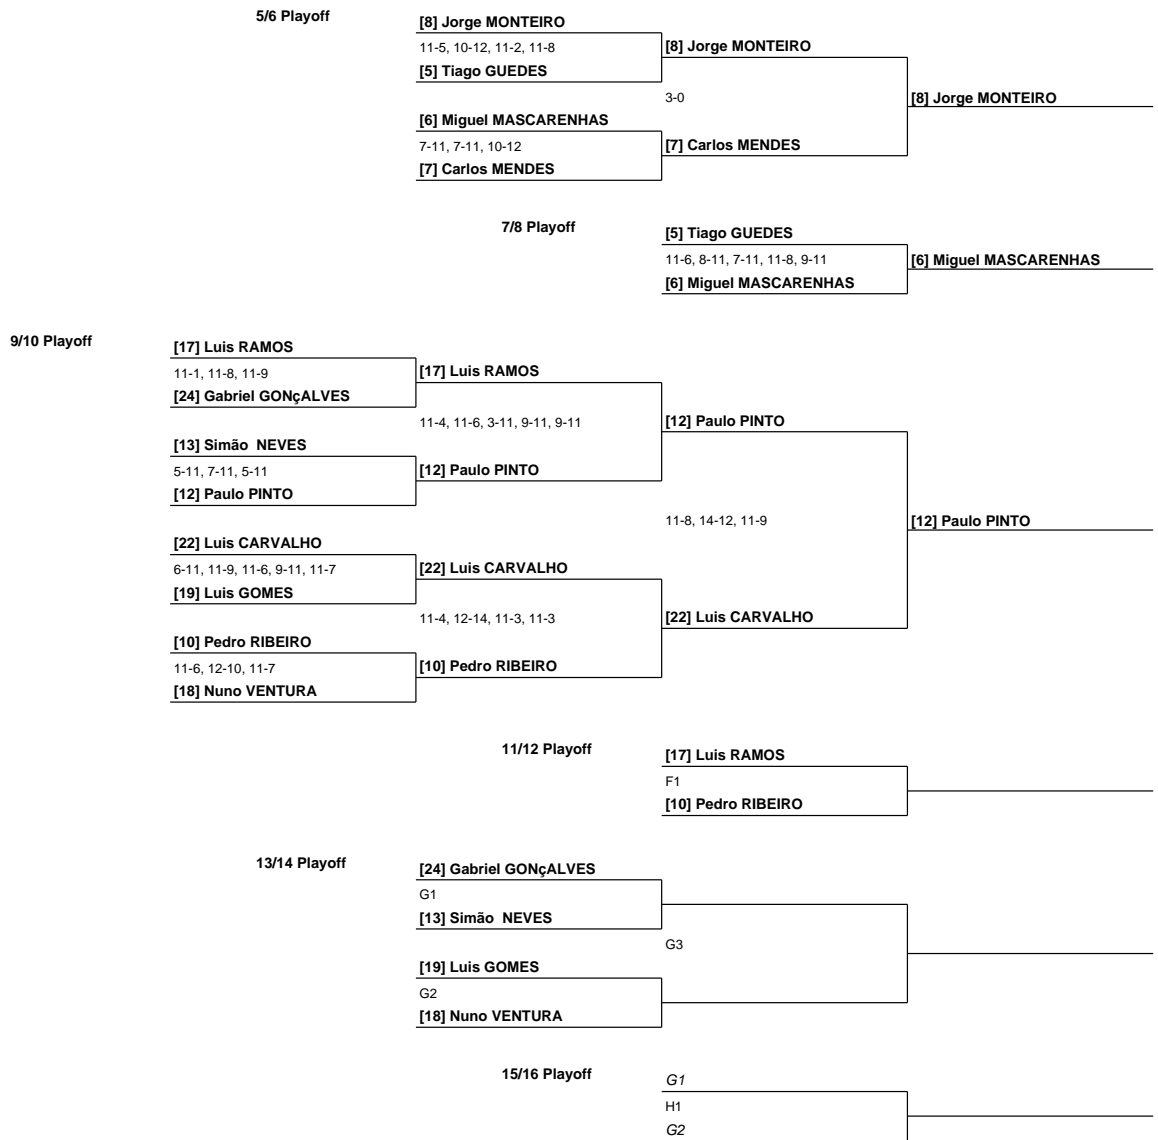 5/6 Playoff
[8] Jorge MONTEIRO
11-5, 10-12, 11-2, 11-8
[8] Jorge MONTEIRO
[5] Tiago GUEDES
3-0
[8] Jorge MONTEIRO
[6] Miguel MASCARENHAS
7-11, 7-11, 10-12
[7] Carlos MENDES
[7] Carlos MENDES
7/8 Playoff
[5] Tiago GUEDES
11-6, 8-11, 7-11, 11-8, 9-11
[6] Miguel MASCARENHAS
[6] Miguel MASCARENHAS
9/10 Playoff
[17] Luis RAMOS
11-1, 11-8, 11-9
[17] Luis RAMOS
[24] Gabriel GONçALVES
11-4, 11-6, 3-11, 9-11, 9-11
[12] Paulo PINTO
[13] Simão  NEVES
5-11, 7-11, 5-11
[12] Paulo PINTO
[12] Paulo PINTO
11-8, 14-12, 11-9
[12] Paulo PINTO
[22] Luis CARVALHO
6-11, 11-9, 11-6, 9-11, 11-7
[22] Luis CARVALHO
[19] Luis GOMES
11-4, 12-14, 11-3, 11-3
[22] Luis CARVALHO
[10] Pedro RIBEIRO
11-6, 12-10, 11-7
[10] Pedro RIBEIRO
[18] Nuno VENTURA
11/12 Playoff
[17] Luis RAMOS
F1
[10] Pedro RIBEIRO
13/14 Playoff
[24] Gabriel GONçALVES
G1
[13] Simão  NEVES
G3
[19] Luis GOMES
G2
[18] Nuno VENTURA
15/16 Playoff
G1
H1
G2